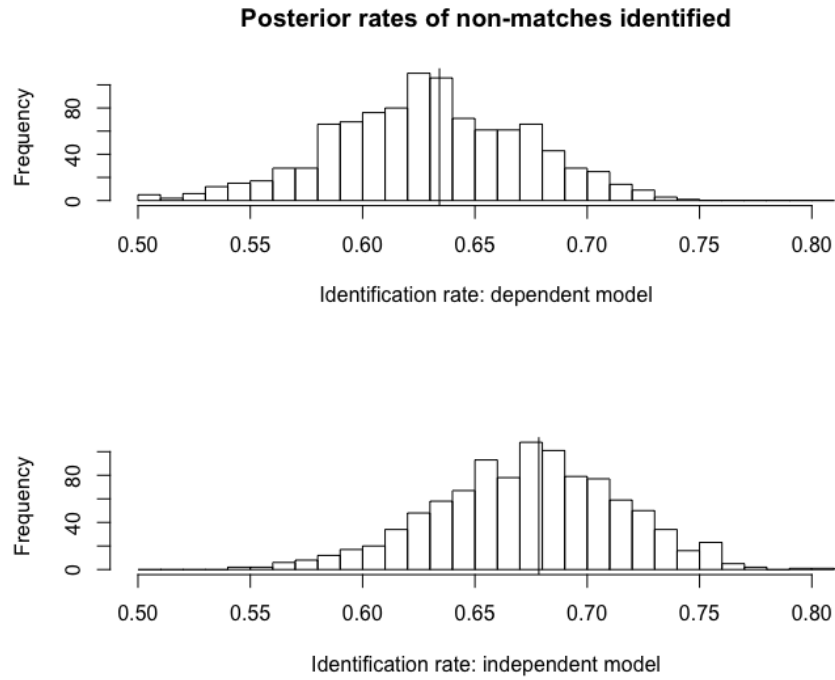 Posterior rates of non-matches identified
Frequency
80
40
0
0.50 0.55 0.60 0.65 0.70 0.75 0.80
Identification rate: dependent model
Frequency
80
40
0
0.50 0.55 0.60 0.65 0.70 0.75 0.80
Identification rate: independent model